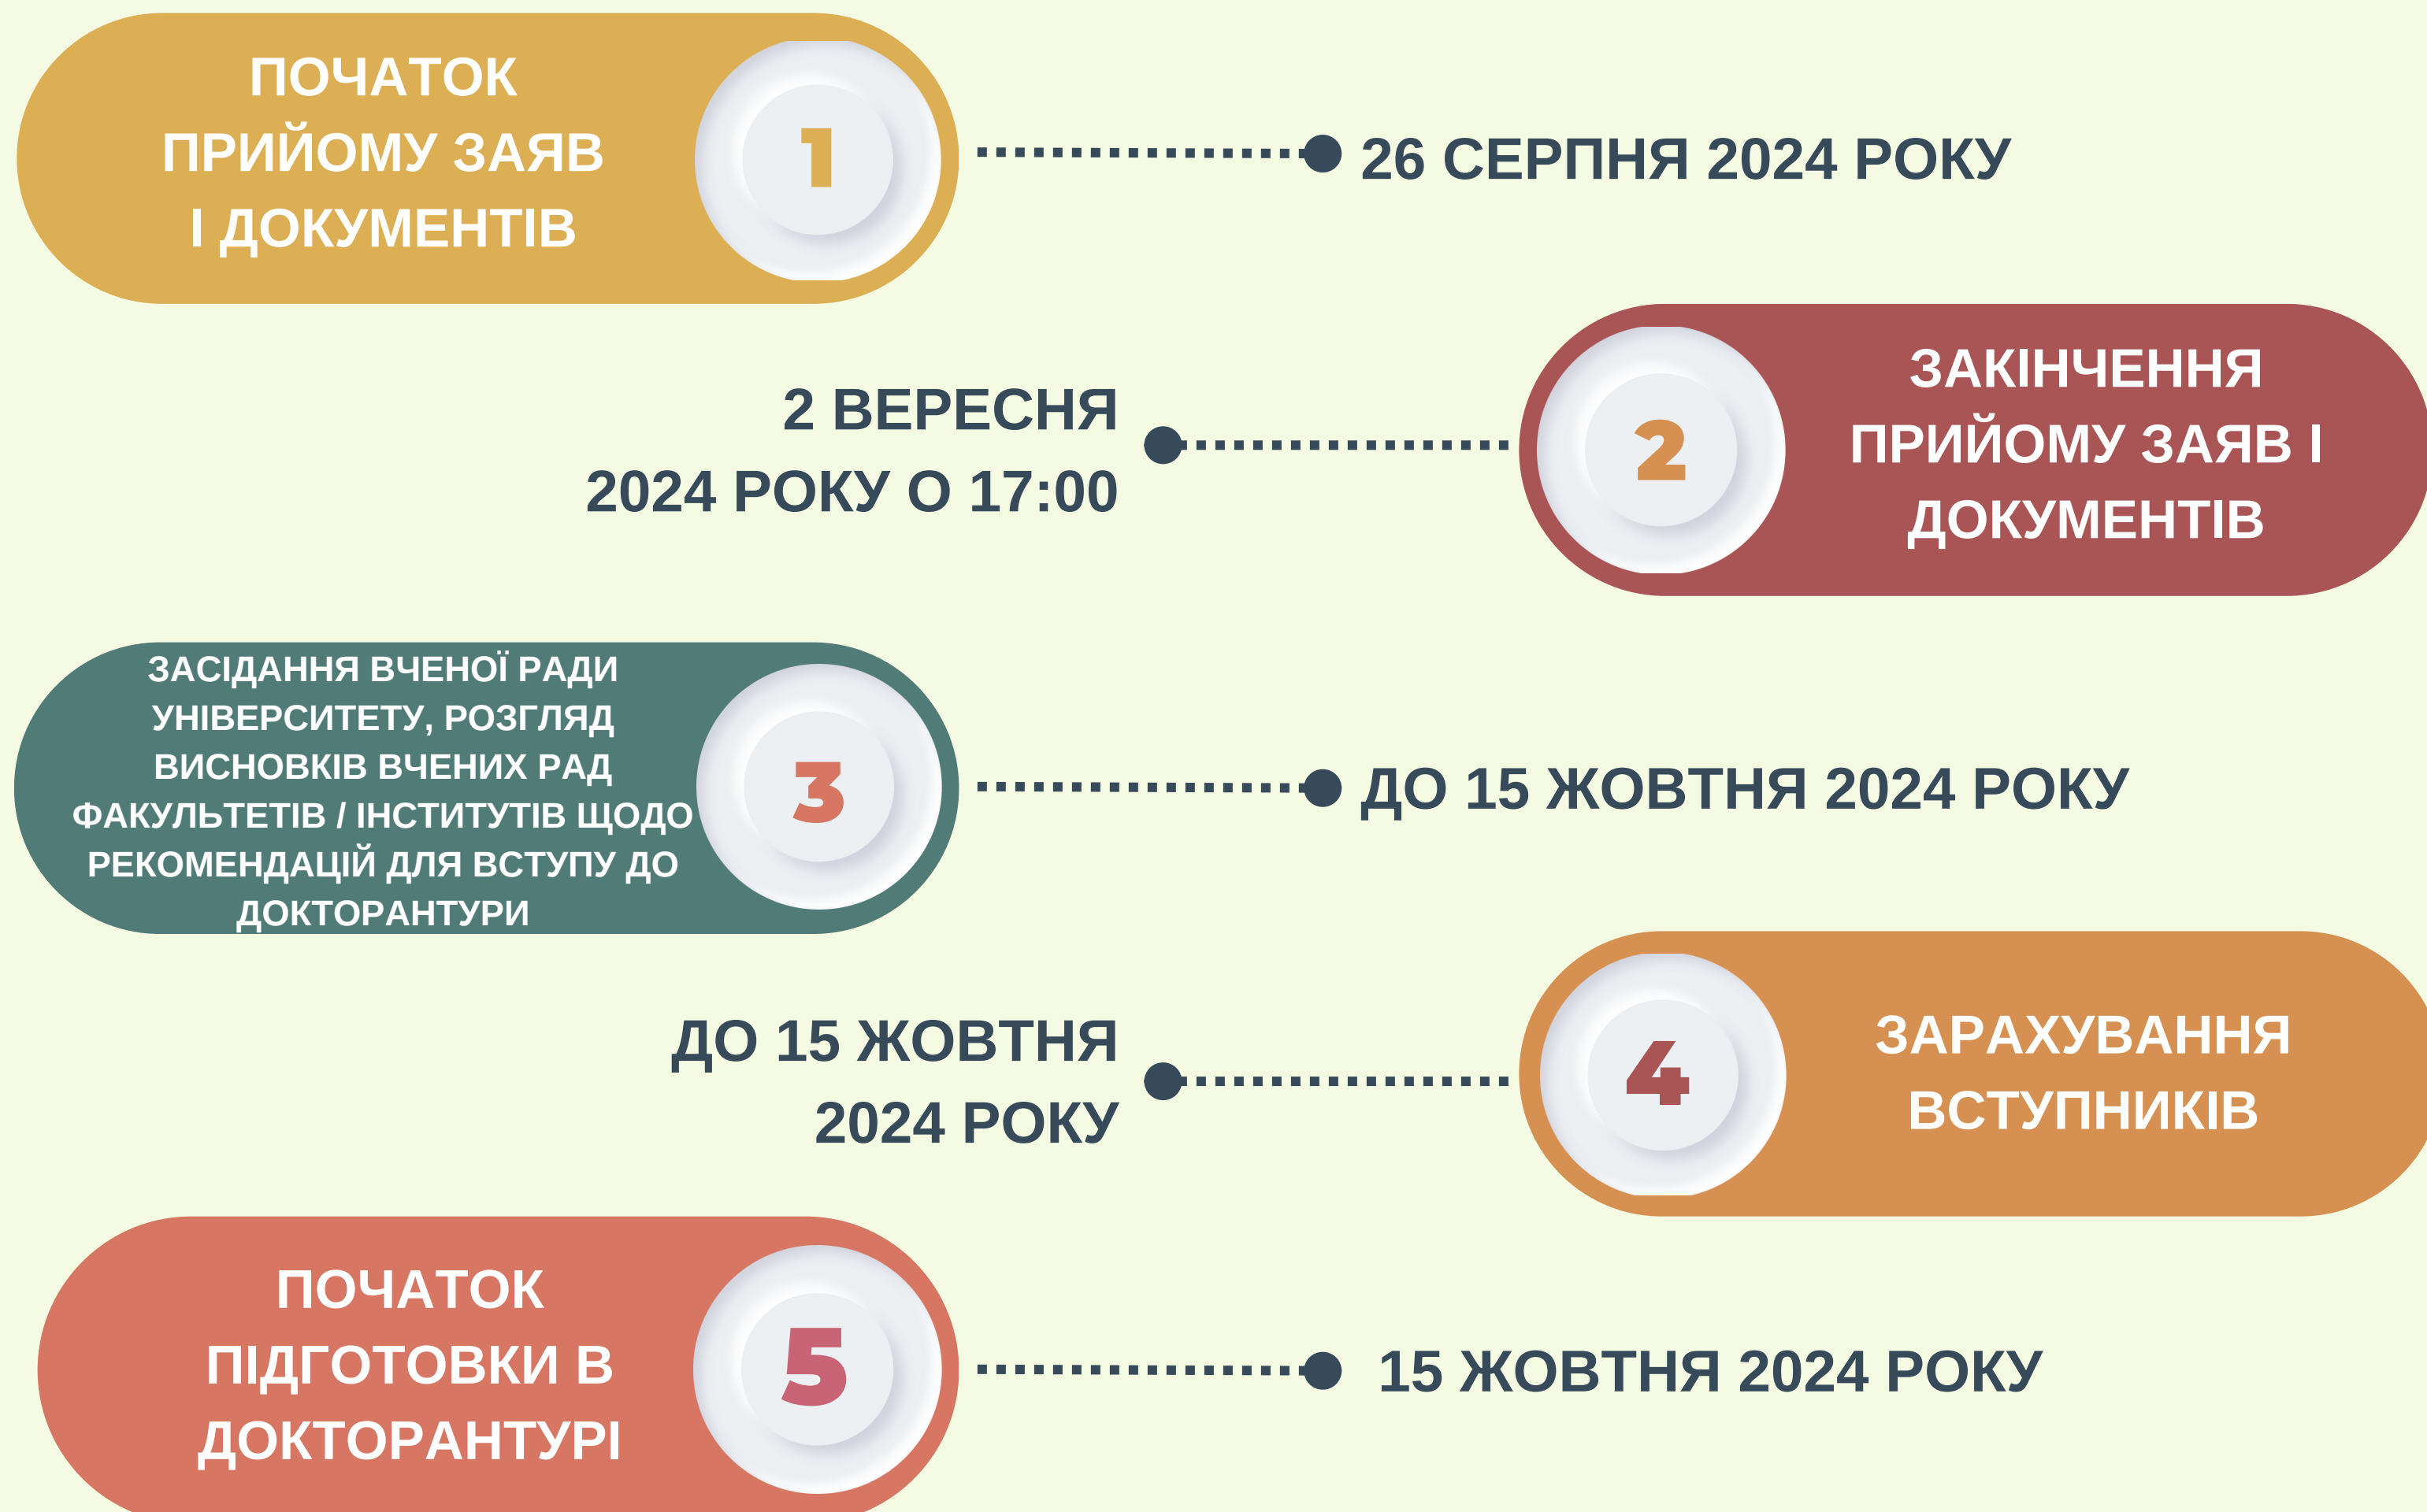 ПОЧАТОК
ПРИЙОМУ ЗАЯВ
І ДОКУМЕНТІВ
1
26 СЕРПНЯ 2024 РОКУ
2 ВЕРЕСНЯ
2024 РОКУ О 17:00
2
ЗАКІНЧЕННЯ
ПРИЙОМУ ЗАЯВ І
ДОКУМЕНТІВ
ЗАСІДАННЯ ВЧЕНОЇ РАДИ
УНІВЕРСИТЕТУ, РОЗГЛЯД
ВИСНОВКІВ ВЧЕНИХ РАД
ФАКУЛЬТЕТІВ / ІНСТИТУТІВ ЩОДО
РЕКОМЕНДАЦІЙ ДЛЯ ВСТУПУ ДО
ДОКТОРАНТУРИ
3
ДО 15 ЖОВТНЯ 2024 РОКУ
ДО 15 ЖОВТНЯ
2024 РОКУ
4
ЗАРАХУВАННЯ
ВСТУПНИКІВ
ПОЧАТОК
ПІДГОТОВКИ В
ДОКТОРАНТУРІ
5
15 ЖОВТНЯ 2024 РОКУ